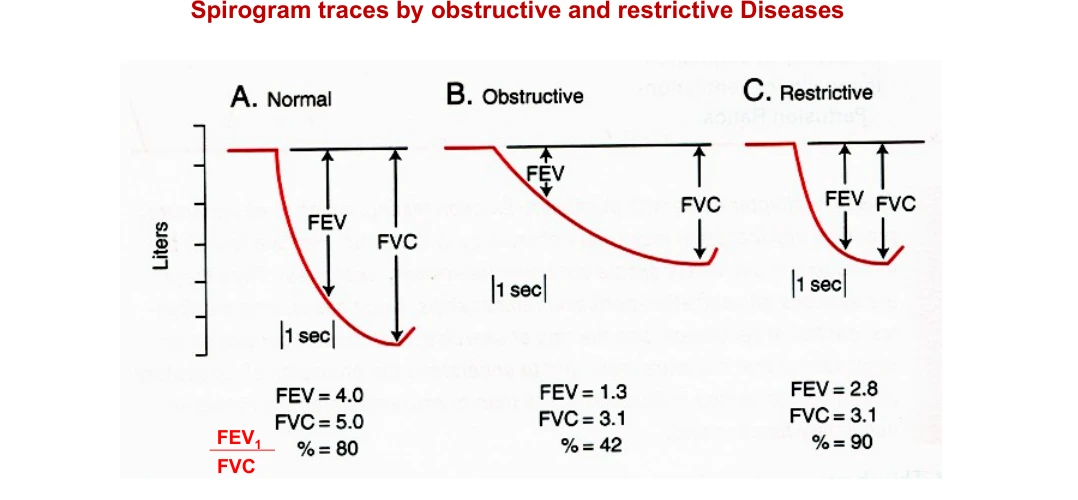 Spirogram traces by obstructive and restrictive Diseases
A. Normal
B. Obstructive
C. Restrictive
Liters
FEV
FVC
|1 sec|
FEV
FVC
|1 sec|
FEV
FVC
|1 sec|
FEV = 4.0
FVC = 5.0
% = 80
FEV₁
FVC
FEV = 1.3
FVC = 3.1
% = 42
FEV = 2.8
FVC = 3.1
% = 90